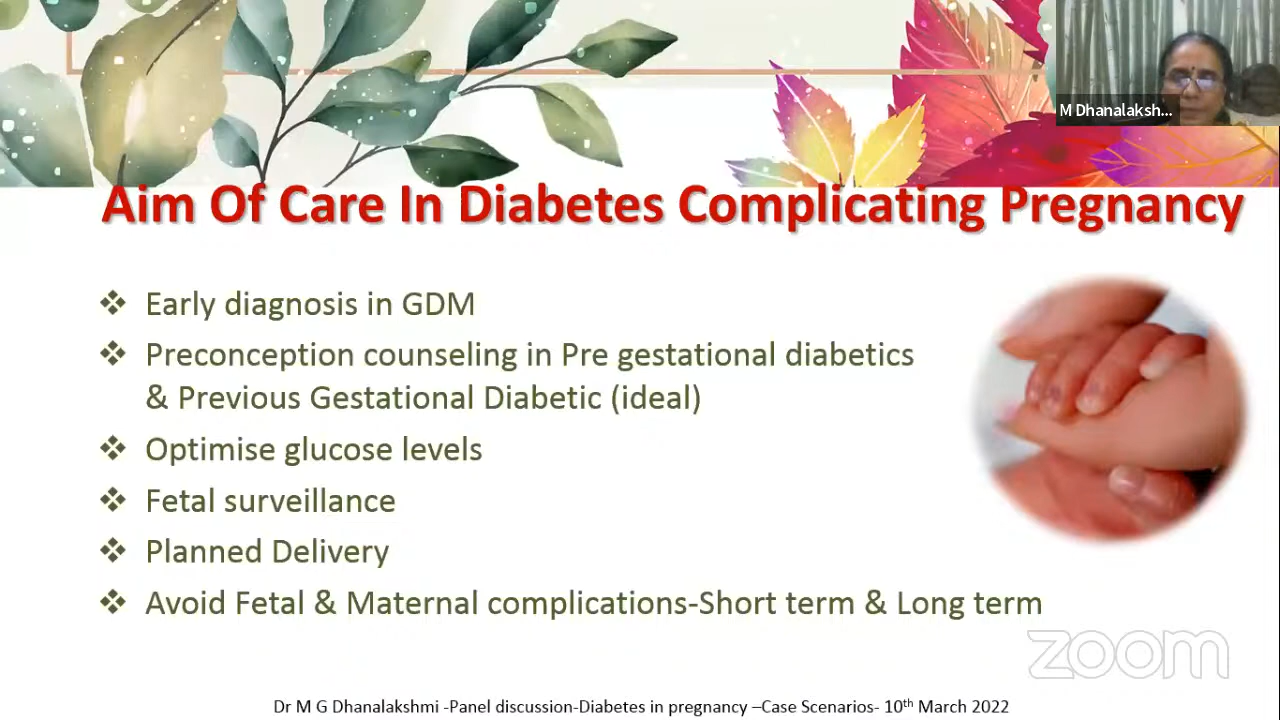 M Dhanalaksh...
Aim Of Care In Diabetes Complicating Pregnancy
❖ Early diagnosis in GDM
❖ Preconception counseling in Pre gestational diabetics
& Previous Gestational Diabetic (ideal)
❖ Optimise glucose levels
❖ Fetal surveillance
❖ Planned Delivery
❖ Avoid Fetal & Maternal complications-Short term & Long term
zoom
Dr M G Dhanalakshmi -Panel discussion-Diabetes in pregnancy –Case Scenarios- 10th March 2022